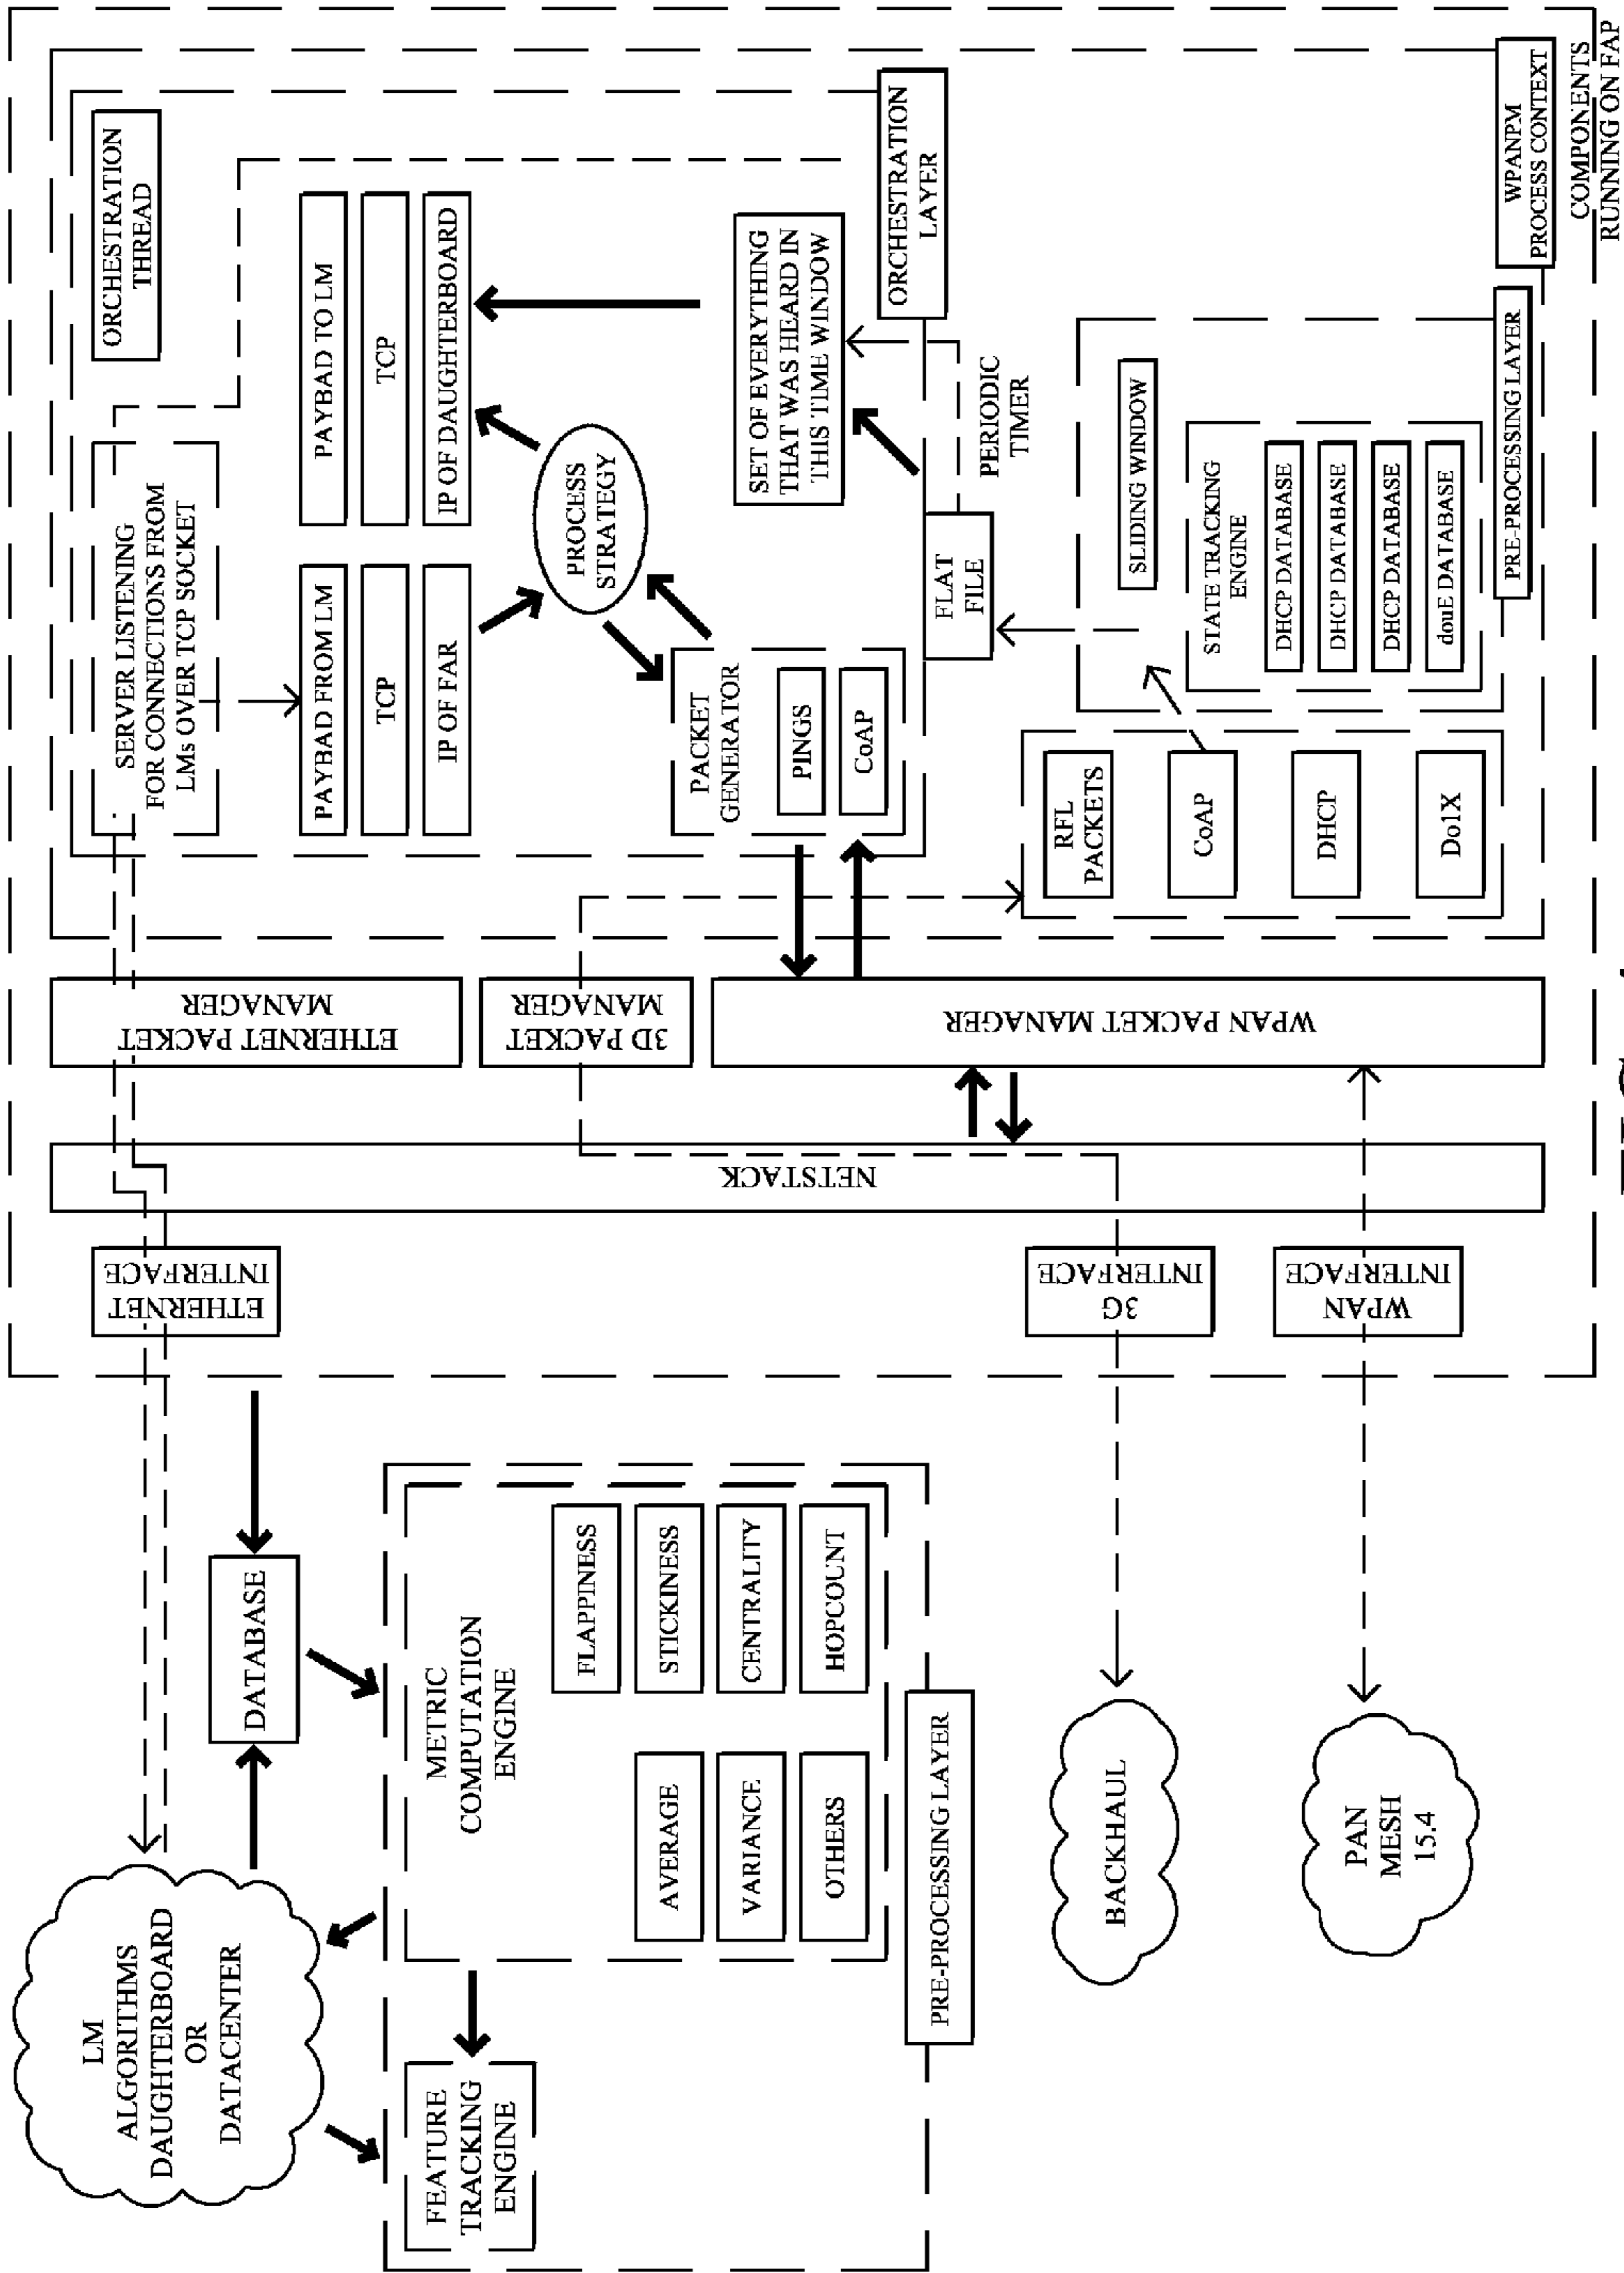 LM
ALGORITHMS
DAUGHTERBOARD
OR
DATACENTER
FEATURE
TRACKING
ENGINE
DATABASE
METRIC
COMPUTATION
ENGINE
FLAPPINESS
AVERAGE
STICKINESS
VARIANCE
CENTRALITY
OTHERS
HOPCOUNT
PRE-PROCESSING LAYER
BACKHAUL
PAN
MESH
15.4
ETHERNET
INTERFACE
3G
INTERFACE
WPAN
INTERFACE
NETSTACK
ETHERNET PACKET
MANAGER
3D PACKET
MANAGER
WPAN PACKET MANAGER
SERVER LISTENING
FOR CONNECTIONS FROM
LMs OVER TCP SOCKET
ORCHESTRATION
THREAD
PAYBAD FROM LM
TCP
IP OF FAR
PAYBAD TO LM
TCP
IP OF DAUGHTERBOARD
PROCESS
STRATEGY
PACKET
GENERATOR
PINGS
CoAP
SET OF EVERYTHING
THAT WAS HEARD IN
THIS TIME WINDOW
ORCHESTRATION
LAYER
FLAT
FILE
PERIODIC
TIMER
RFL
PACKETS
CoAP
DHCP
Do1X
SLIDING WINDOW
STATE TRACKING
ENGINE
DHCP DATABASE
DHCP DATABASE
DHCP DATABASE
douE DATABASE
PRE-PROCESSING LAYER
WPANPM
PROCESS CONTEXT
COMPONENTS
RUNNING ON FAP